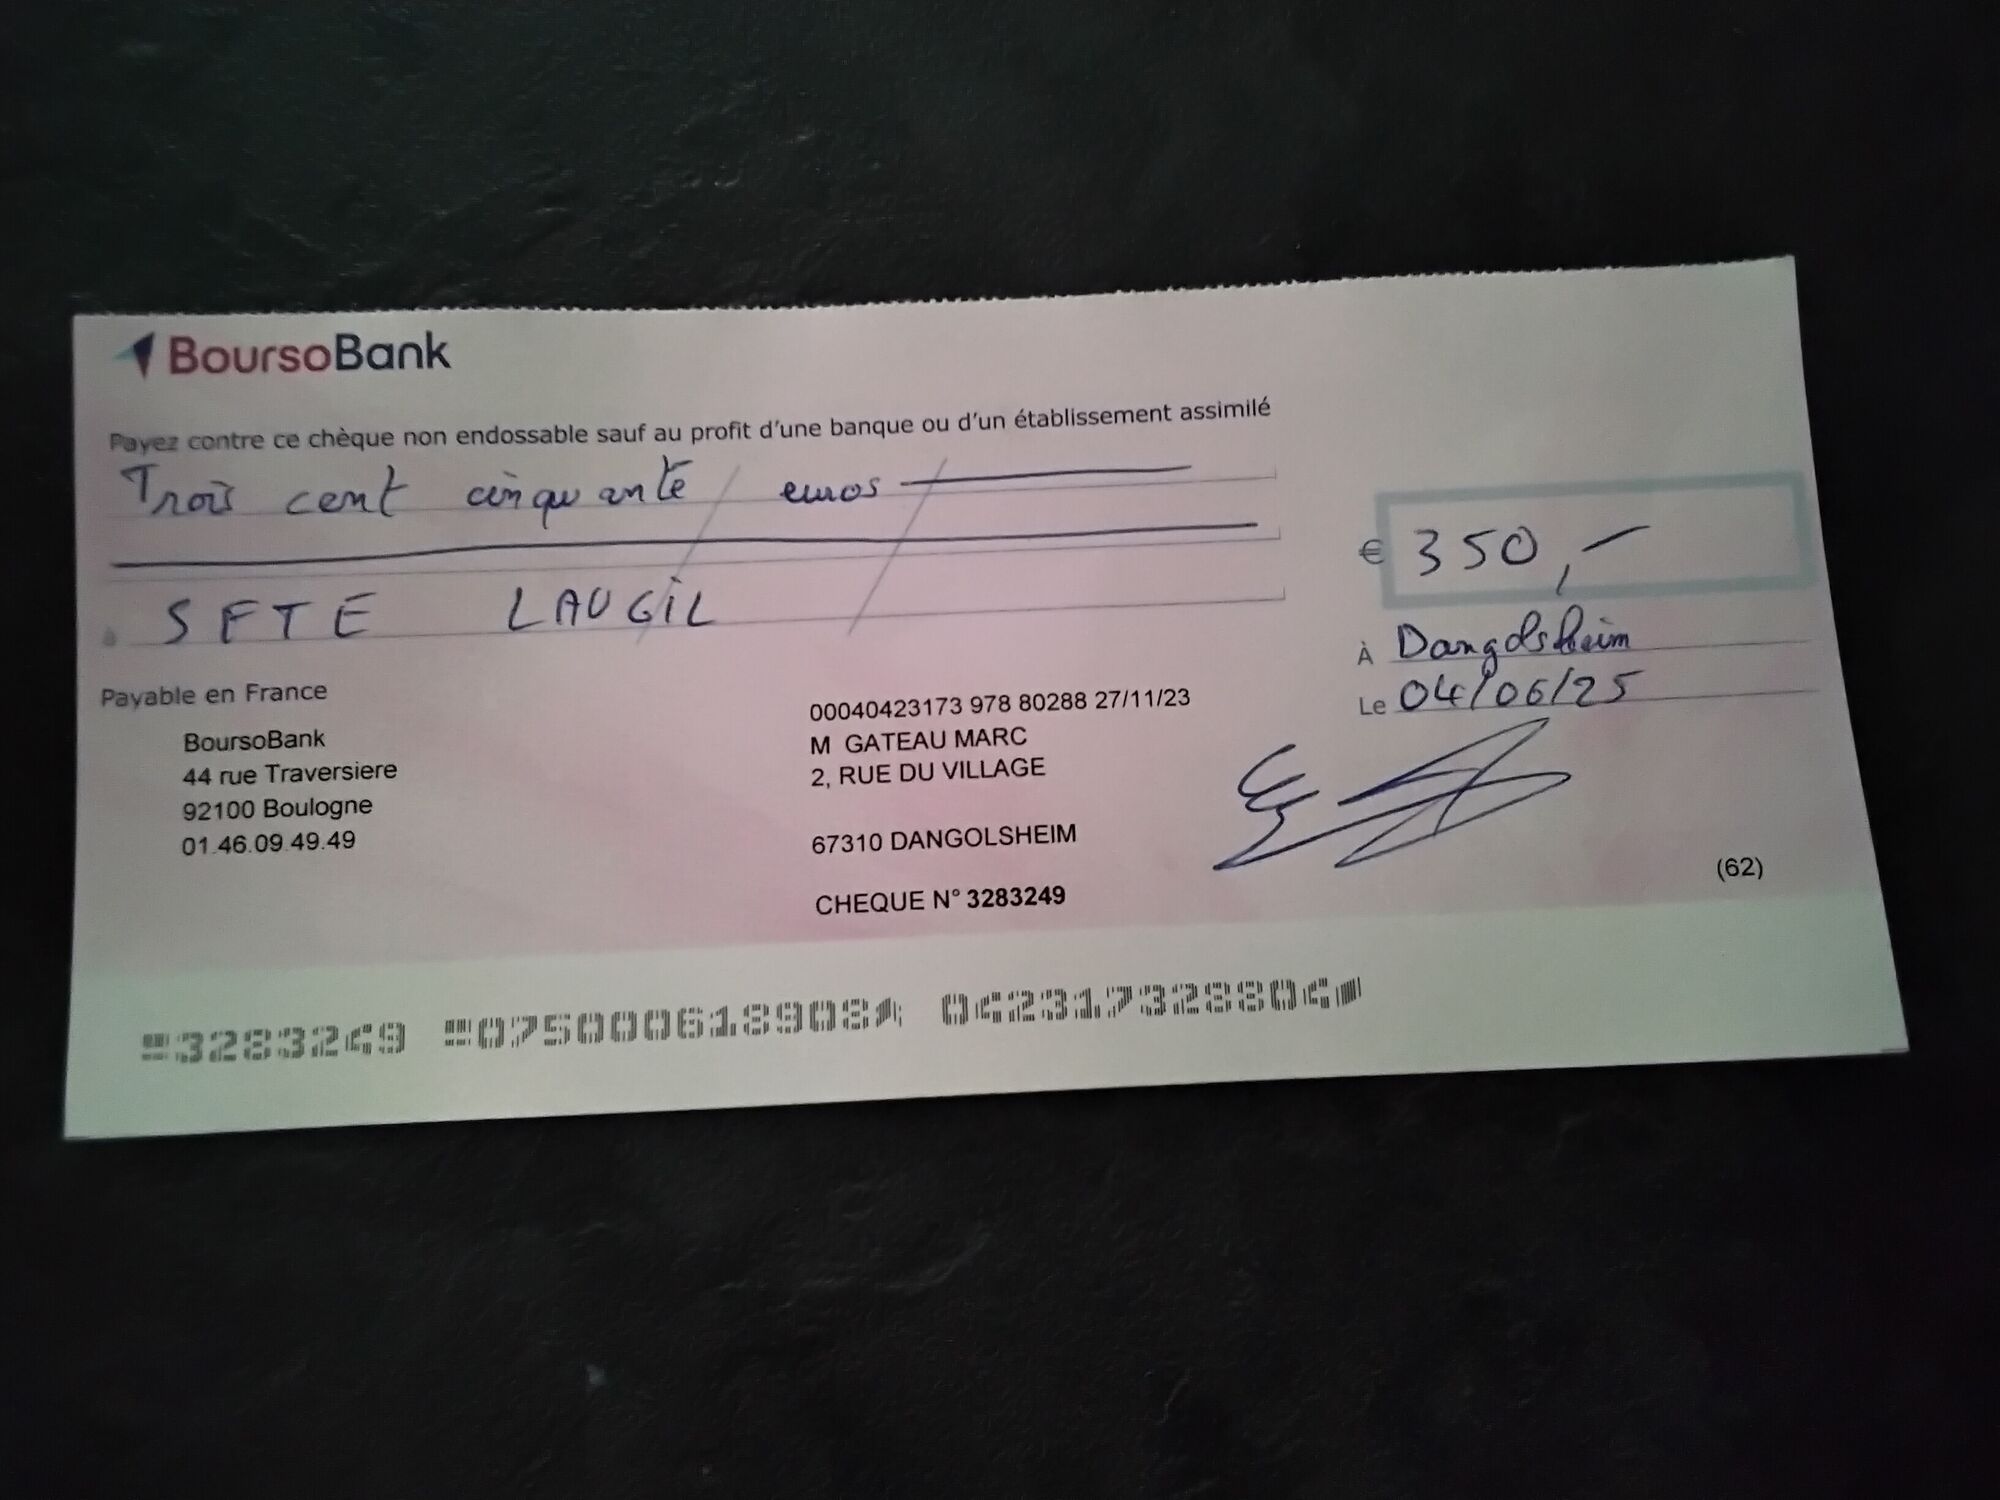 BoursoBank
Payez contre ce chèque non endossable sauf au profit d'une banque ou d'un établissement assimilé
Trois cent cinquante euros
€ 350,-
SFTE LAUGIL
À Dangolsheim
Le 04/06/25
Payable en France
BoursoBank
44 rue Traversiere
92100 Boulogne
01.46.09.49.49
00040423173 978 80288 27/11/23
M GATEAU MARC
2, RUE DU VILLAGE
67310 DANGOLSHEIM
CHEQUE N° 3283249
(62)
3283249 075000618908 042317328804